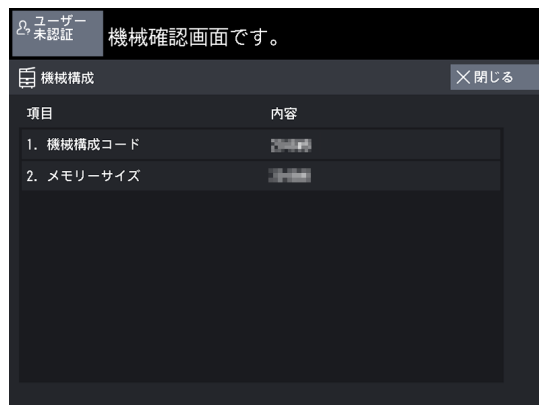 ユーザー
未認証
機械確認画面です。
機械構成
閉じる
項目 内容
1. 機械構成コード
2. メモリーサイズ